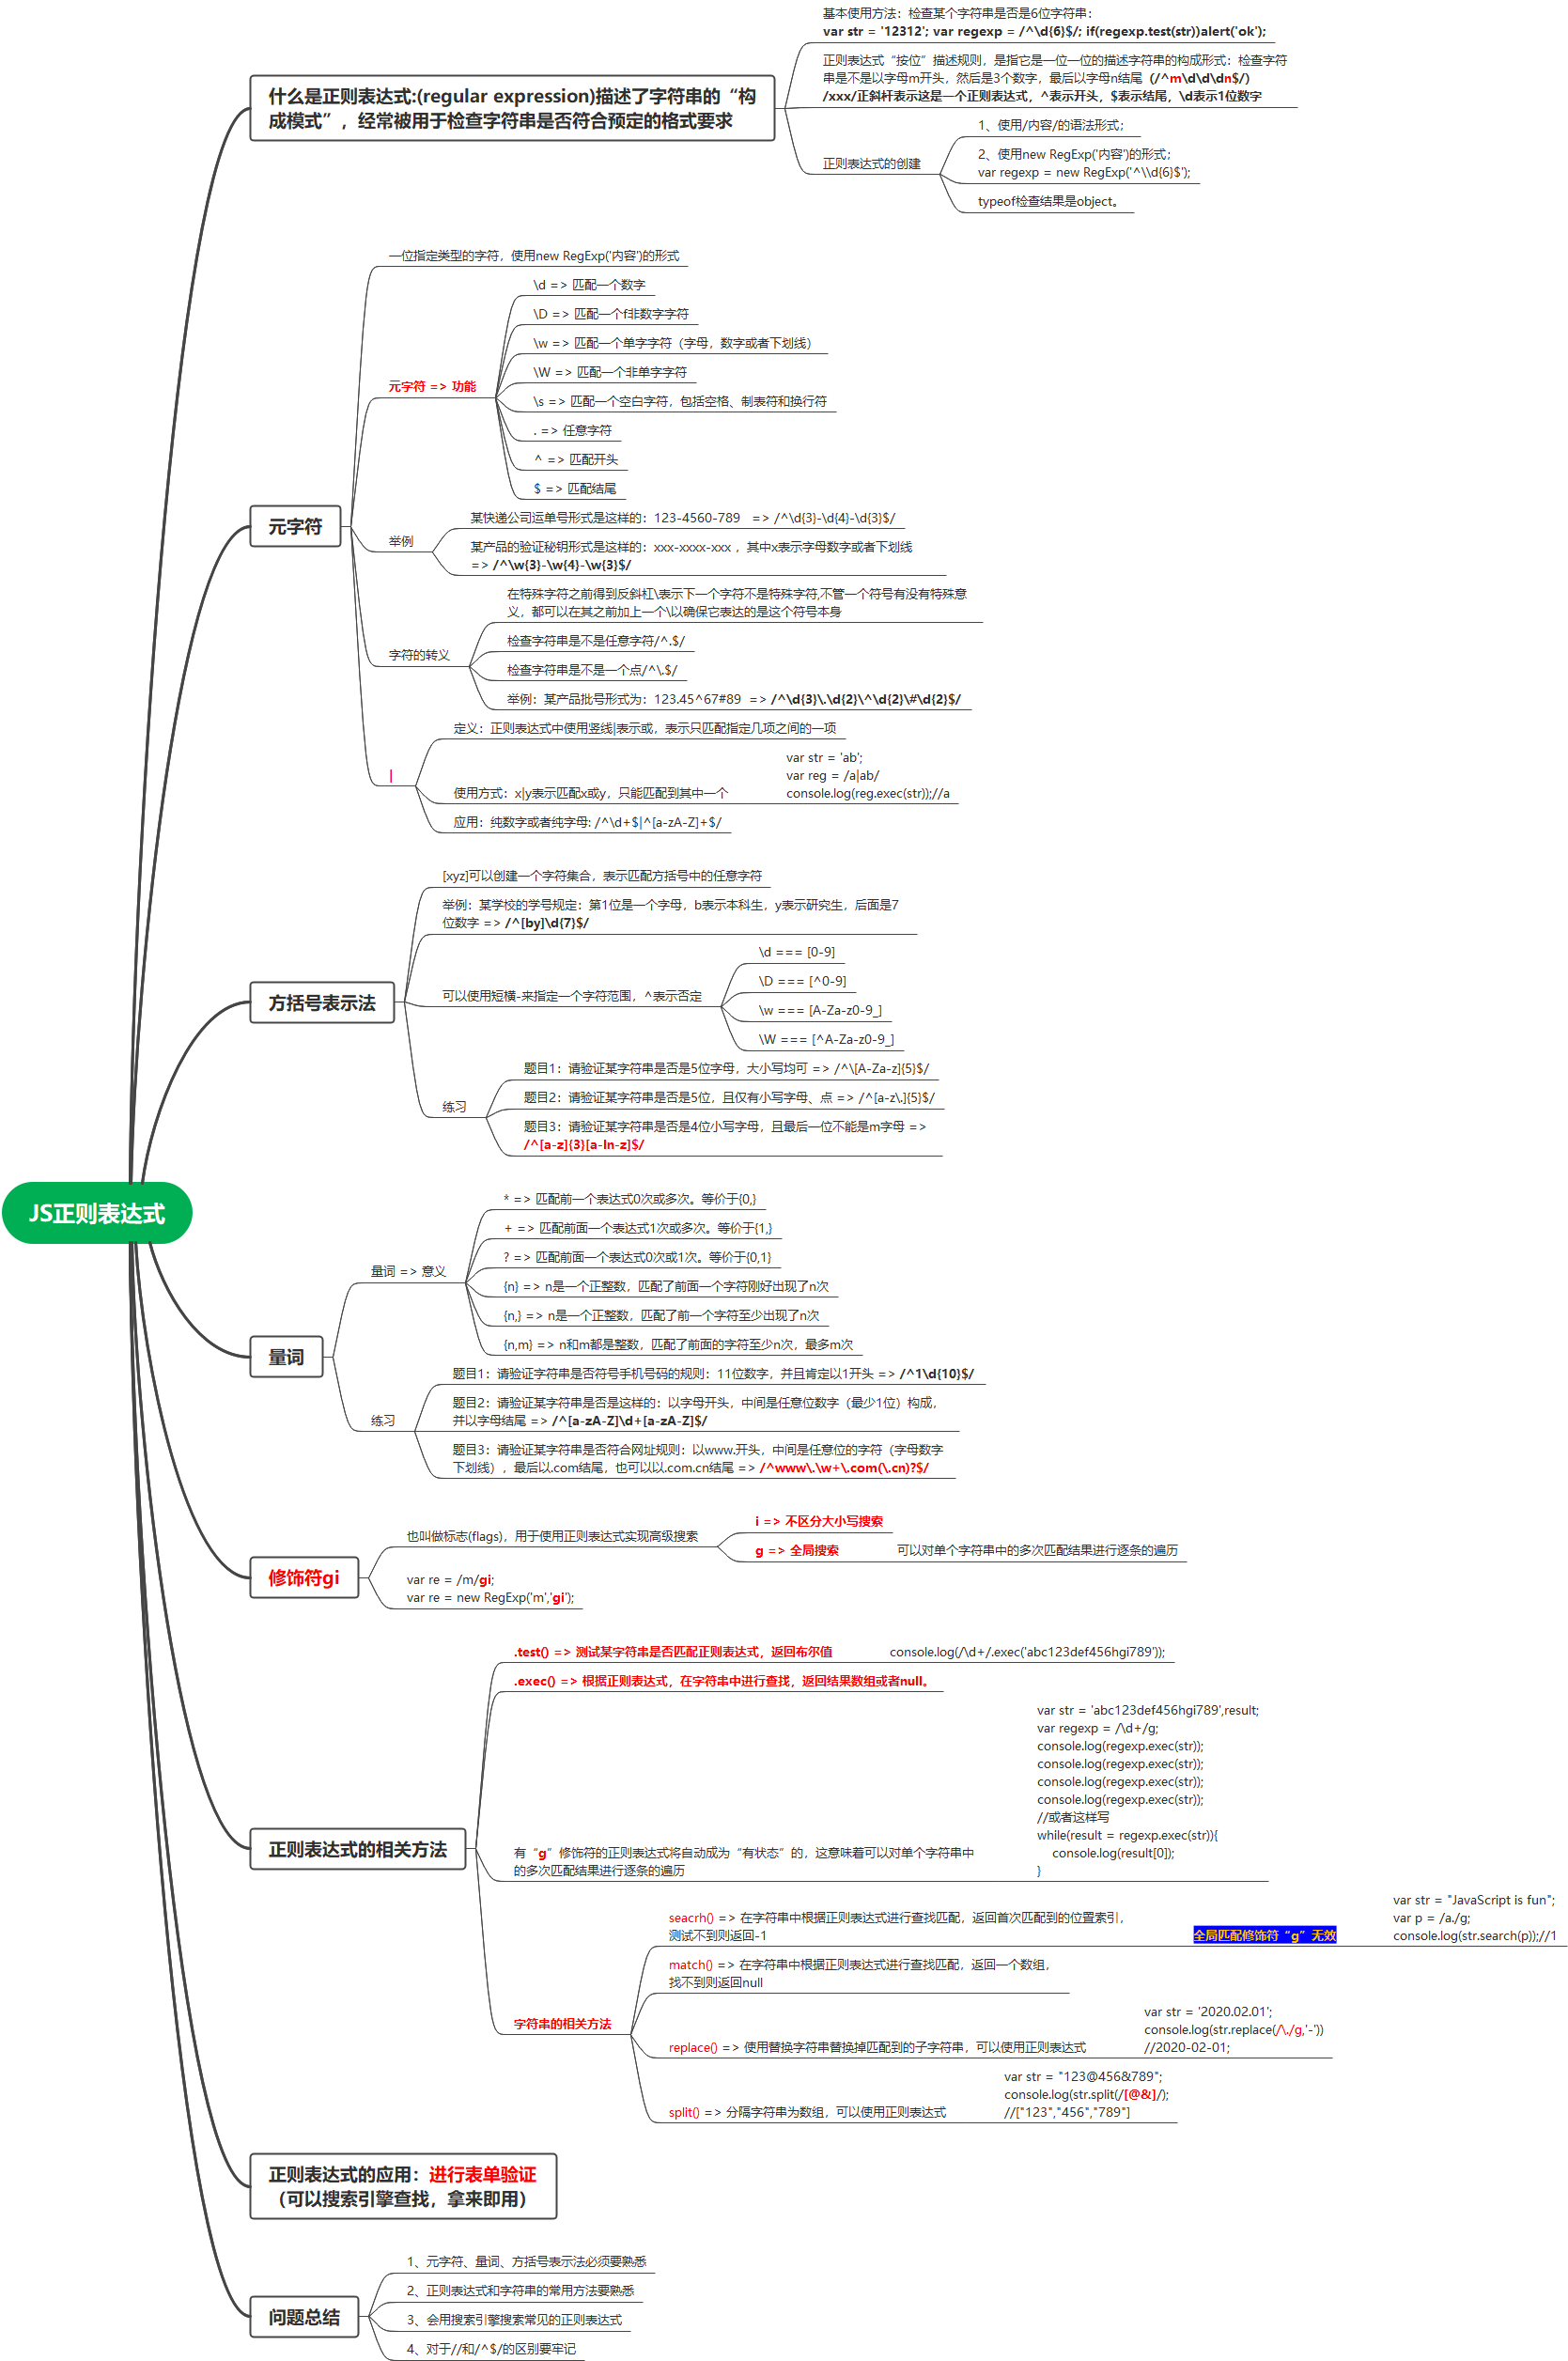 基本使用方法：检查某个字符串是否是6位字符串：
var str = '12312'; var regexp = /^\d{6}$/; if(regexp.test(str))alert('ok');
正则表达式“按位”描述规则，是指它是一位一位的描述字符串的构成形式：检查字符
串是不是以字母m开头，然后是3个数字，最后以字母n结尾（/^m\d\d\dn$/）
/xxx/正斜杆表示这是一个正则表达式，^表示开头，$表示结尾，\d表示1位数字
什么是正则表达式:(regular expression)描述了字符串的“构
成模式”，经常被用于检查字符串是否符合预定的格式要求
正则表达式的创建
1、使用/内容/的语法形式；
2、使用new RegExp('内容')的形式；
var regexp = new RegExp('^\\d{6}$');
typeof检查结果是object。
元字符
一位指定类型的字符，使用new RegExp('内容')的形式
元字符 => 功能
\d => 匹配一个数字
\D => 匹配一个f非数字字符
\w => 匹配一个单字字符（字母，数字或者下划线）
\W => 匹配一个非单字字符
\s => 匹配一个空白字符，包括空格、制表符和换行符
. => 任意字符
^ => 匹配开头
$ => 匹配结尾
举例
某快递公司运单号形式是这样的：123-4560-789 => /^\d{3}-\d{4}-\d{3}$/
某产品的验证秘钥形式是这样的：xxx-xxxx-xxx ，其中x表示字母数字或者下划线
=> /^\w{3}-\w{4}-\w{3}$/
字符的转义
在特殊字符之前得到反斜杠\表示下一个字符不是特殊字符,不管一个符号有没有特殊意
义，都可以在其之前加上一个\以确保它表达的是这个符号本身
检查字符串是不是任意字符/^.$/
检查字符串是不是一个点/^\.$/
举例：某产品批号形式为：123.45^67#89 => /^\d{3}\.\d{2}\^\d{2}\#\d{2}$/
|
定义：正则表达式中使用竖线|表示或，表示只匹配指定几项之间的一项
使用方式：x|y表示匹配x或y，只能匹配到其中一个
var str = 'ab';
var reg = /a|ab/
console.log(reg.exec(str));//a
应用：纯数字或者纯字母: /^\d+$|^[a-zA-Z]+$/
方括号表示法
[xyz]可以创建一个字符集合，表示匹配方括号中的任意字符
举例：某学校的学号规定：第1位是一个字母，b表示本科生，y表示研究生，后面是7
位数字 => /^[by]\d{7}$/
可以使用短横-来指定一个字符范围，^表示否定
\d === [0-9]
\D === [^0-9]
\w === [A-Za-z0-9_]
\W === [^A-Za-z0-9_]
练习
题目1：请验证某字符串是否是5位字母，大小写均可 => /^\[A-Za-z]{5}$/
题目2：请验证某字符串是否是5位，且仅有小写字母、点 => /^[a-z\.]{5}$/
题目3：请验证某字符串是否是4位小写字母，且最后一位不能是m字母 =>
/^[a-z]{3}[a-ln-z]$/
JS正则表达式
量词
量词 => 意义
* => 匹配前一个表达式0次或多次。等价于{0,}
+ => 匹配前面一个表达式1次或多次。等价于{1,}
? => 匹配前面一个表达式0次或1次。等价于{0,1}
{n} => n是一个正整数，匹配了前面一个字符刚好出现了n次
{n,} => n是一个正整数，匹配了前一个字符至少出现了n次
{n,m} => n和m都是整数，匹配了前面的字符至少n次，最多m次
练习
题目1：请验证字符串是否符号手机号码的规则：11位数字，并且肯定以1开头 => /^1\d{10}$/
题目2：请验证某字符串是否是这样的：以字母开头，中间是任意位数字（最少1位）构成，
并以字母结尾 => /^[a-zA-Z]\d+[a-zA-Z]$/
题目3：请验证某字符串是否符合网址规则：以www.开头，中间是任意位的字符（字母数字
下划线），最后以.com结尾，也可以以.com.cn结尾 => /^www\.\w+\.com(\.cn)?$/
修饰符gi
也叫做标志(flags)，用于使用正则表达式实现高级搜索
i => 不区分大小写搜索
g => 全局搜索
可以对单个字符串中的多次匹配结果进行逐条的遍历
var re = /m/gi;
var re = new RegExp('m','gi');
正则表达式的相关方法
.test() => 测试某字符串是否匹配正则表达式，返回布尔值
console.log(/\d+/.exec('abc123def456hgi789'));
.exec() => 根据正则表达式，在字符串中进行查找，返回结果数组或者null。
有“g”修饰符的正则表达式将自动成为“有状态”的，这意味着可以对单个字符串中
的多次匹配结果进行逐条的遍历
var str = 'abc123def456hgi789',result;
var regexp = /\d+/g;
console.log(regexp.exec(str));
console.log(regexp.exec(str));
console.log(regexp.exec(str));
console.log(regexp.exec(str));
//或者这样写
while(result = regexp.exec(str)){
console.log(result[0]);
}
字符串的相关方法
seacrh() => 在字符串中根据正则表达式进行查找匹配，返回首次匹配到的位置索引，
测试不到则返回-1
全局匹配修饰符“g”无效
var str = "JavaScript is fun";
var p = /a./g;
console.log(str.search(p));//1
match() => 在字符串中根据正则表达式进行查找匹配，返回一个数组，
找不到则返回null
replace() => 使用替换字符串替换掉匹配到的子字符串，可以使用正则表达式
var str = '2020.02.01';
console.log(str.replace(/\./g,'-'))
//2020-02-01;
split() => 分隔字符串为数组，可以使用正则表达式
var str = "123@456&789";
console.log(str.split(/[@&]/);
//["123","456","789"]
正则表达式的应用：进行表单验证
（可以搜索引擎查找，拿来即用）
问题总结
1、元字符、量词、方括号表示法必须要熟悉
2、正则表达式和字符串的常用方法要熟悉
3、会用搜索引擎搜索常见的正则表达式
4、对于//和/^$/的区别要牢记